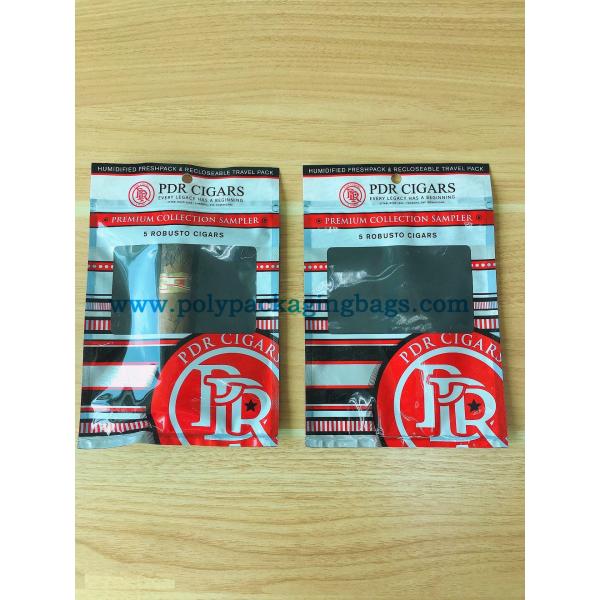 HUMIDIFIED FRESHPACK & RECLOSEABLE TRAVEL PACK
PDR CIGARS
EVERY LEGACY HAS A BEGINNING
PREMIUM COLLECTION SAMPLER
5 ROBUSTO CIGARS
PDR CIGARS
PDR
HUMIDIFIED FRESHPACK & RECLOSEABLE TRAVEL PACK
PDR CIGARS
EVERY LEGACY HAS A BEGINNING
PREMIUM COLLECTION SAMPLER
5 ROBUSTO CIGARS
PDR CIGARS
PDR
www.polypackagingbags.com